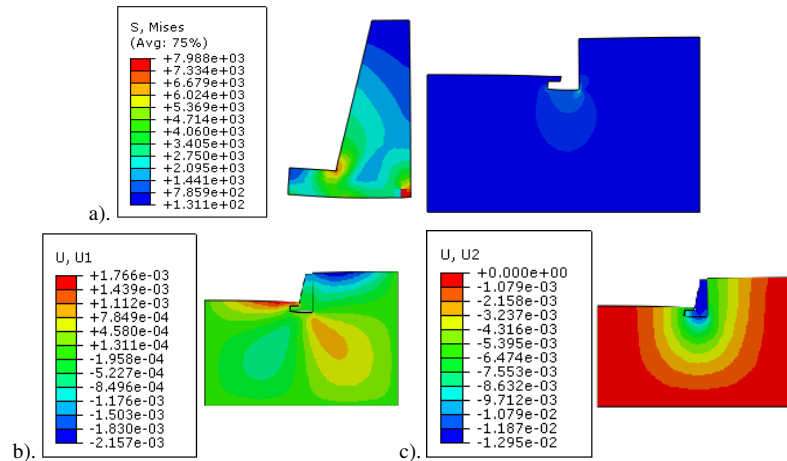 S, Mises
(Avg: 75%)
+7.988e+03
+7.334e+03
+6.679e+03
+6.024e+03
+5.369e+03
+4.714e+03
+4.060e+03
+3.405e+03
+2.750e+03
+2.095e+03
+1.441e+03
+7.859e+02
+1.311e+02
a).
U, U1
+1.766e-03
+1.439e-03
+1.112e-03
+7.849e-04
+4.580e-04
+1.311e-04
-1.958e-04
-5.227e-04
-8.496e-04
-1.176e-03
-1.503e-03
-1.830e-03
-2.157e-03
b).
U, U2
+0.000e+00
-1.079e-03
-2.158e-03
-3.237e-03
-4.316e-03
-5.395e-03
-6.474e-03
-7.553e-03
-8.632e-03
-9.712e-03
-1.079e-02
-1.187e-02
-1.295e-02
c).